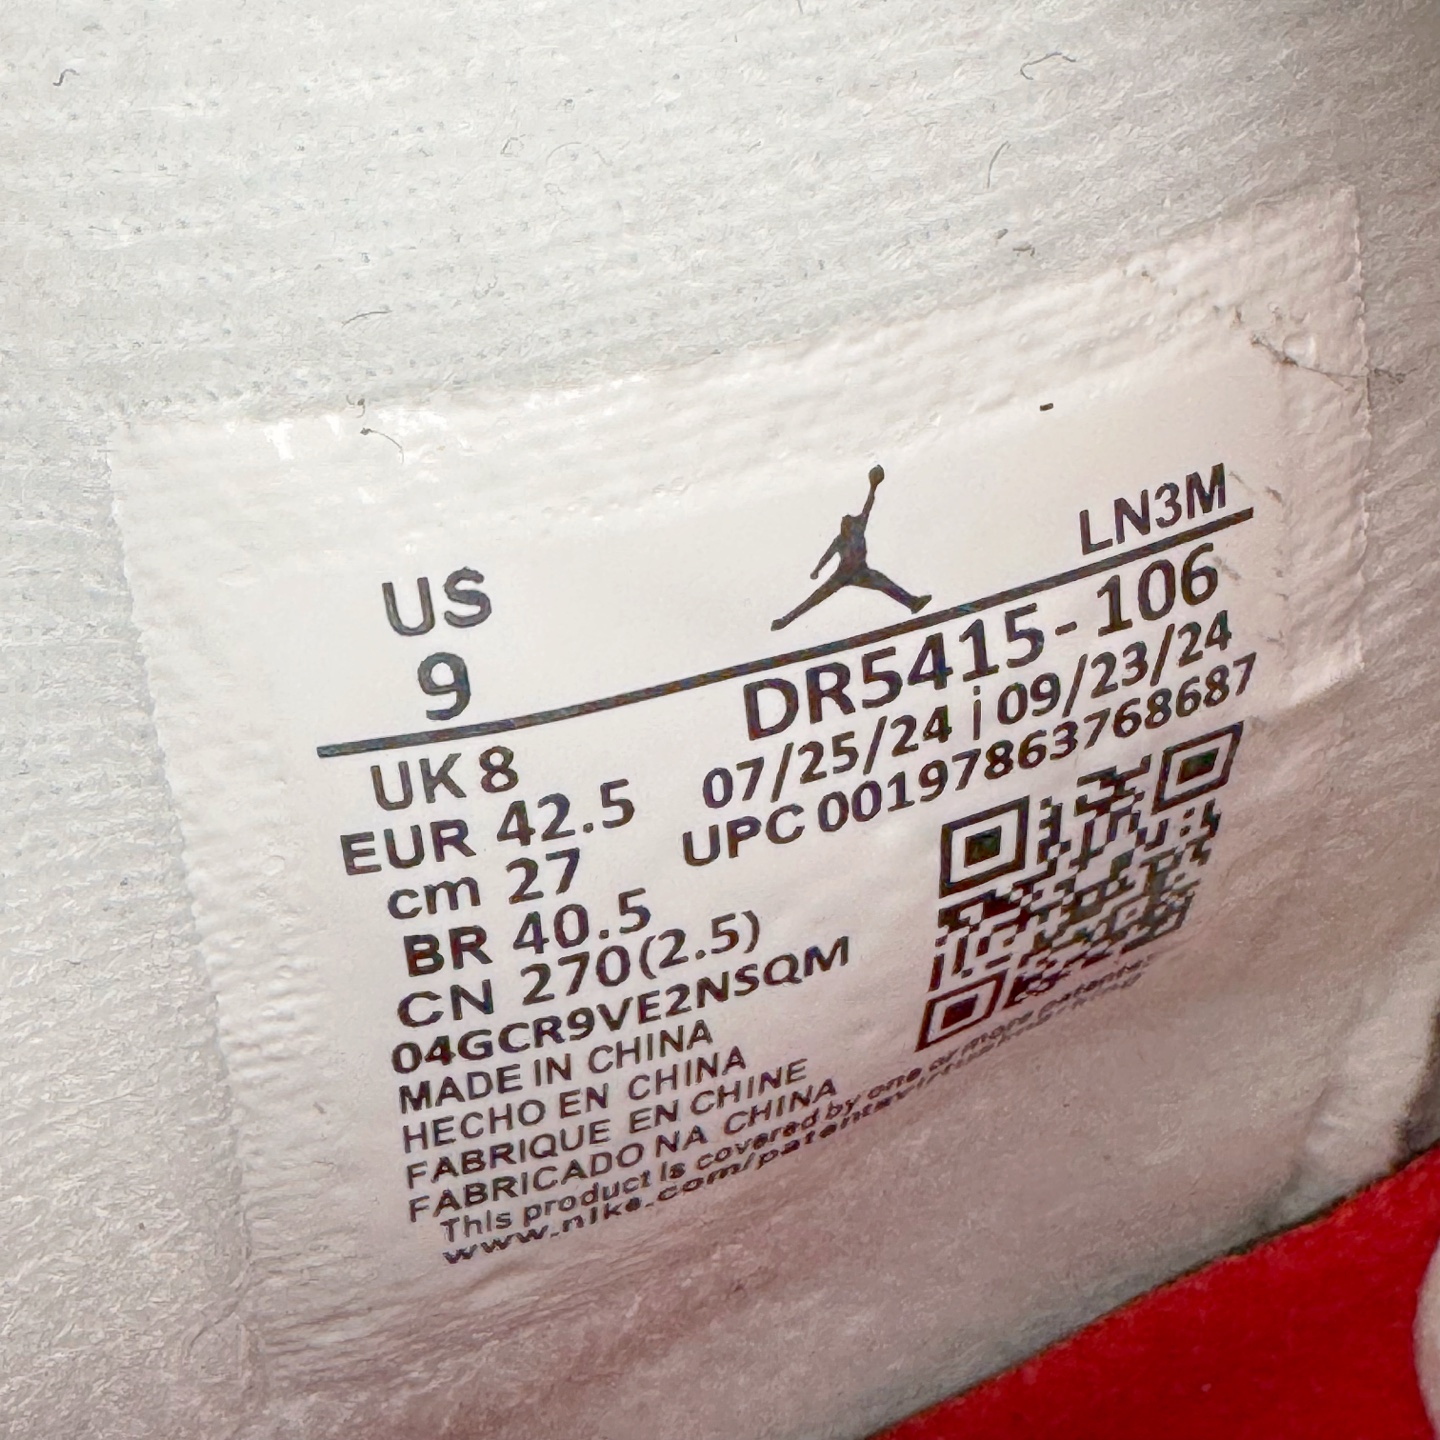 US
9
LN3M
DR5415-106
07/25/24 i 09/23/24
UPC 00197863768687
UK 8
EUR 42.5
cm 27
BR 40.5
CN 270(2.5)
04GCR9VE2NSQM
MADE IN CHINA
HECHO EN CHINA
FABRIQUE EN CHINE
FABRICADO NA CHINA
This product is covered by one or more patents.
www.nike.com/patents